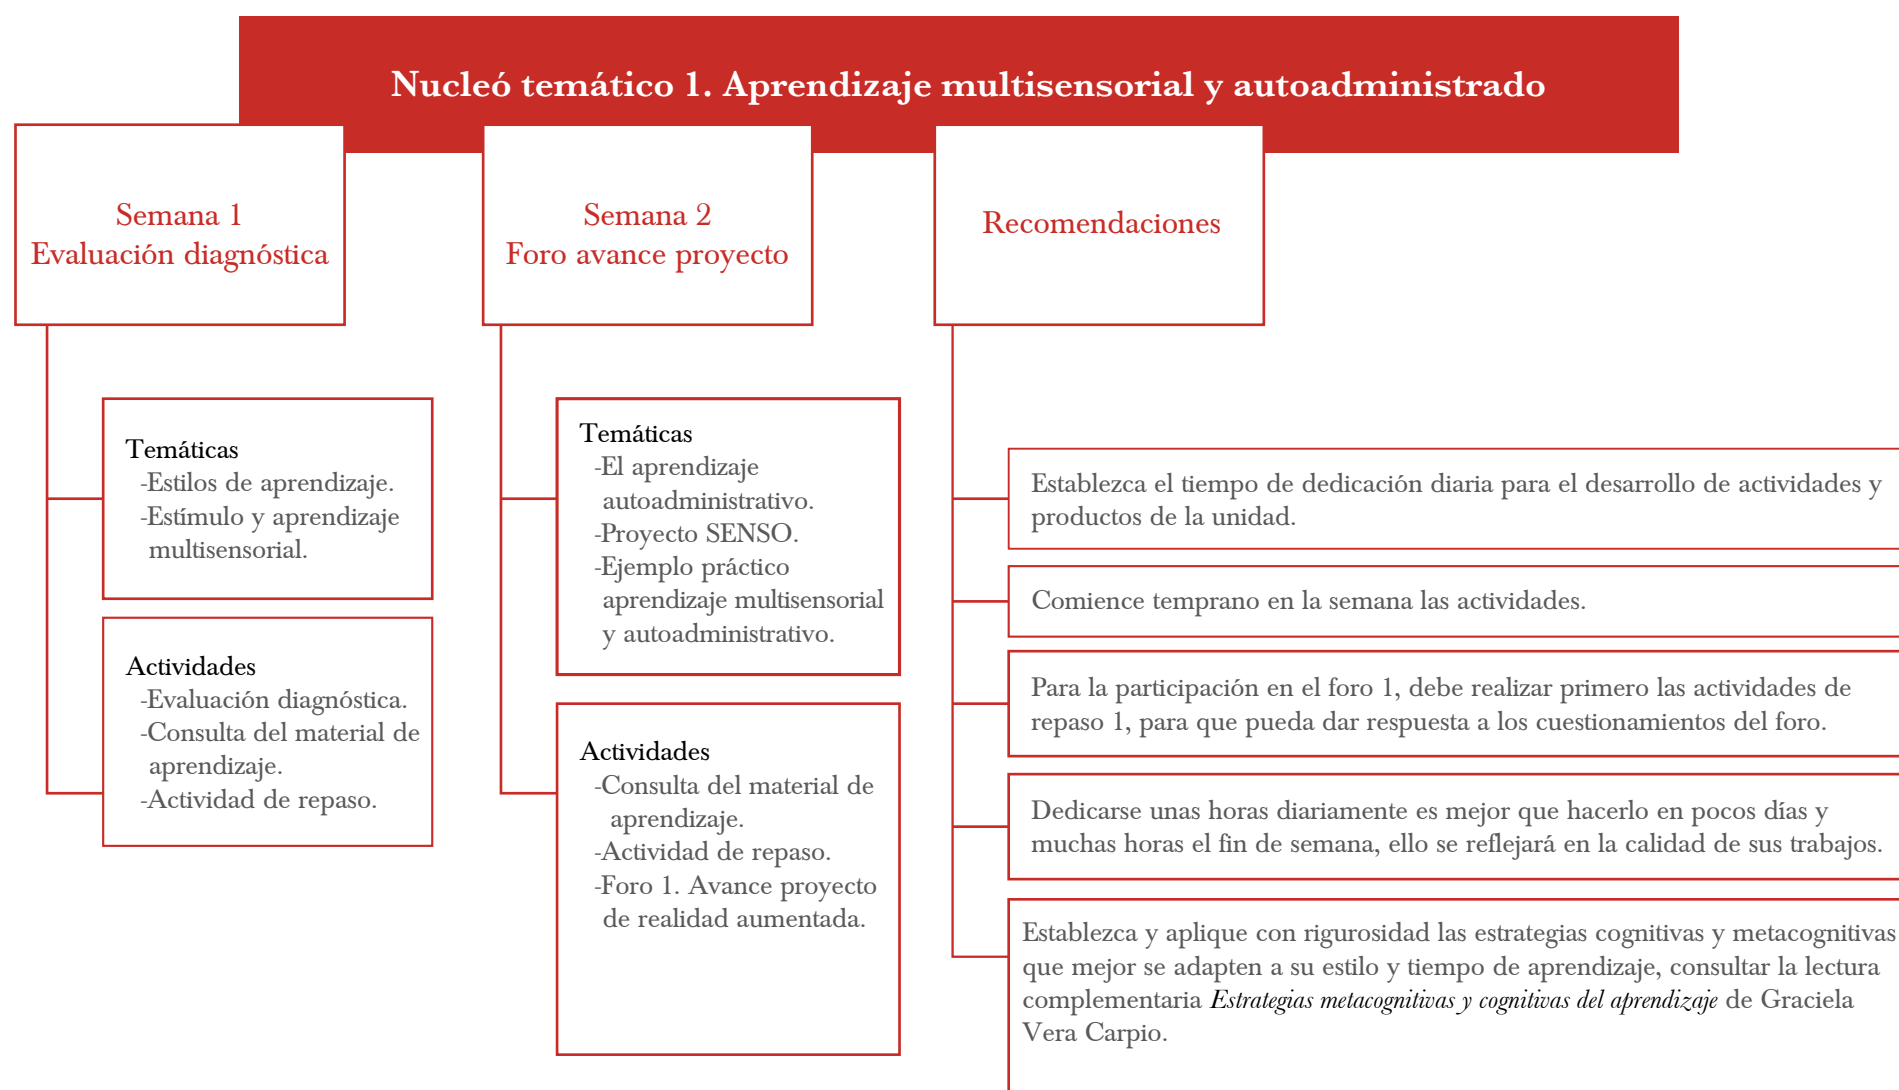 Nucleó temático 1. Aprendizaje multisensorial y autoadministrado
Semana 1
Evaluación diagnóstica
Temáticas
-Estilos de aprendizaje.
-Estímulo y aprendizaje
multisensorial.
Actividades
-Evaluación diagnóstica.
-Consulta del material de
aprendizaje.
-Actividad de repaso.
Semana 2
Foro avance proyecto
Temáticas
-El aprendizaje
autoadministrativo.
-Proyecto SENSO.
-Ejemplo práctico
aprendizaje multisensorial
y autoadministrativo.
Actividades
-Consulta del material de
aprendizaje.
-Actividad de repaso.
-Foro 1. Avance proyecto
de realidad aumentada.
Recomendaciones
Establezca el tiempo de dedicación diaria para el desarrollo de actividades y
productos de la unidad.
Comience temprano en la semana las actividades.
Para la participación en el foro 1, debe realizar primero las actividades de
repaso 1, para que pueda dar respuesta a los cuestionamientos del foro.
Dedicarse unas horas diariamente es mejor que hacerlo en pocos días y
muchas horas el fin de semana, ello se reflejará en la calidad de sus trabajos.
Establezca y aplique con rigurosidad las estrategias cognitivas y metacognitivas
que mejor se adapten a su estilo y tiempo de aprendizaje, consultar la lectura
complementaria Estrategias metacognitivas y cognitivas del aprendizaje de Graciela
Vera Carpio.